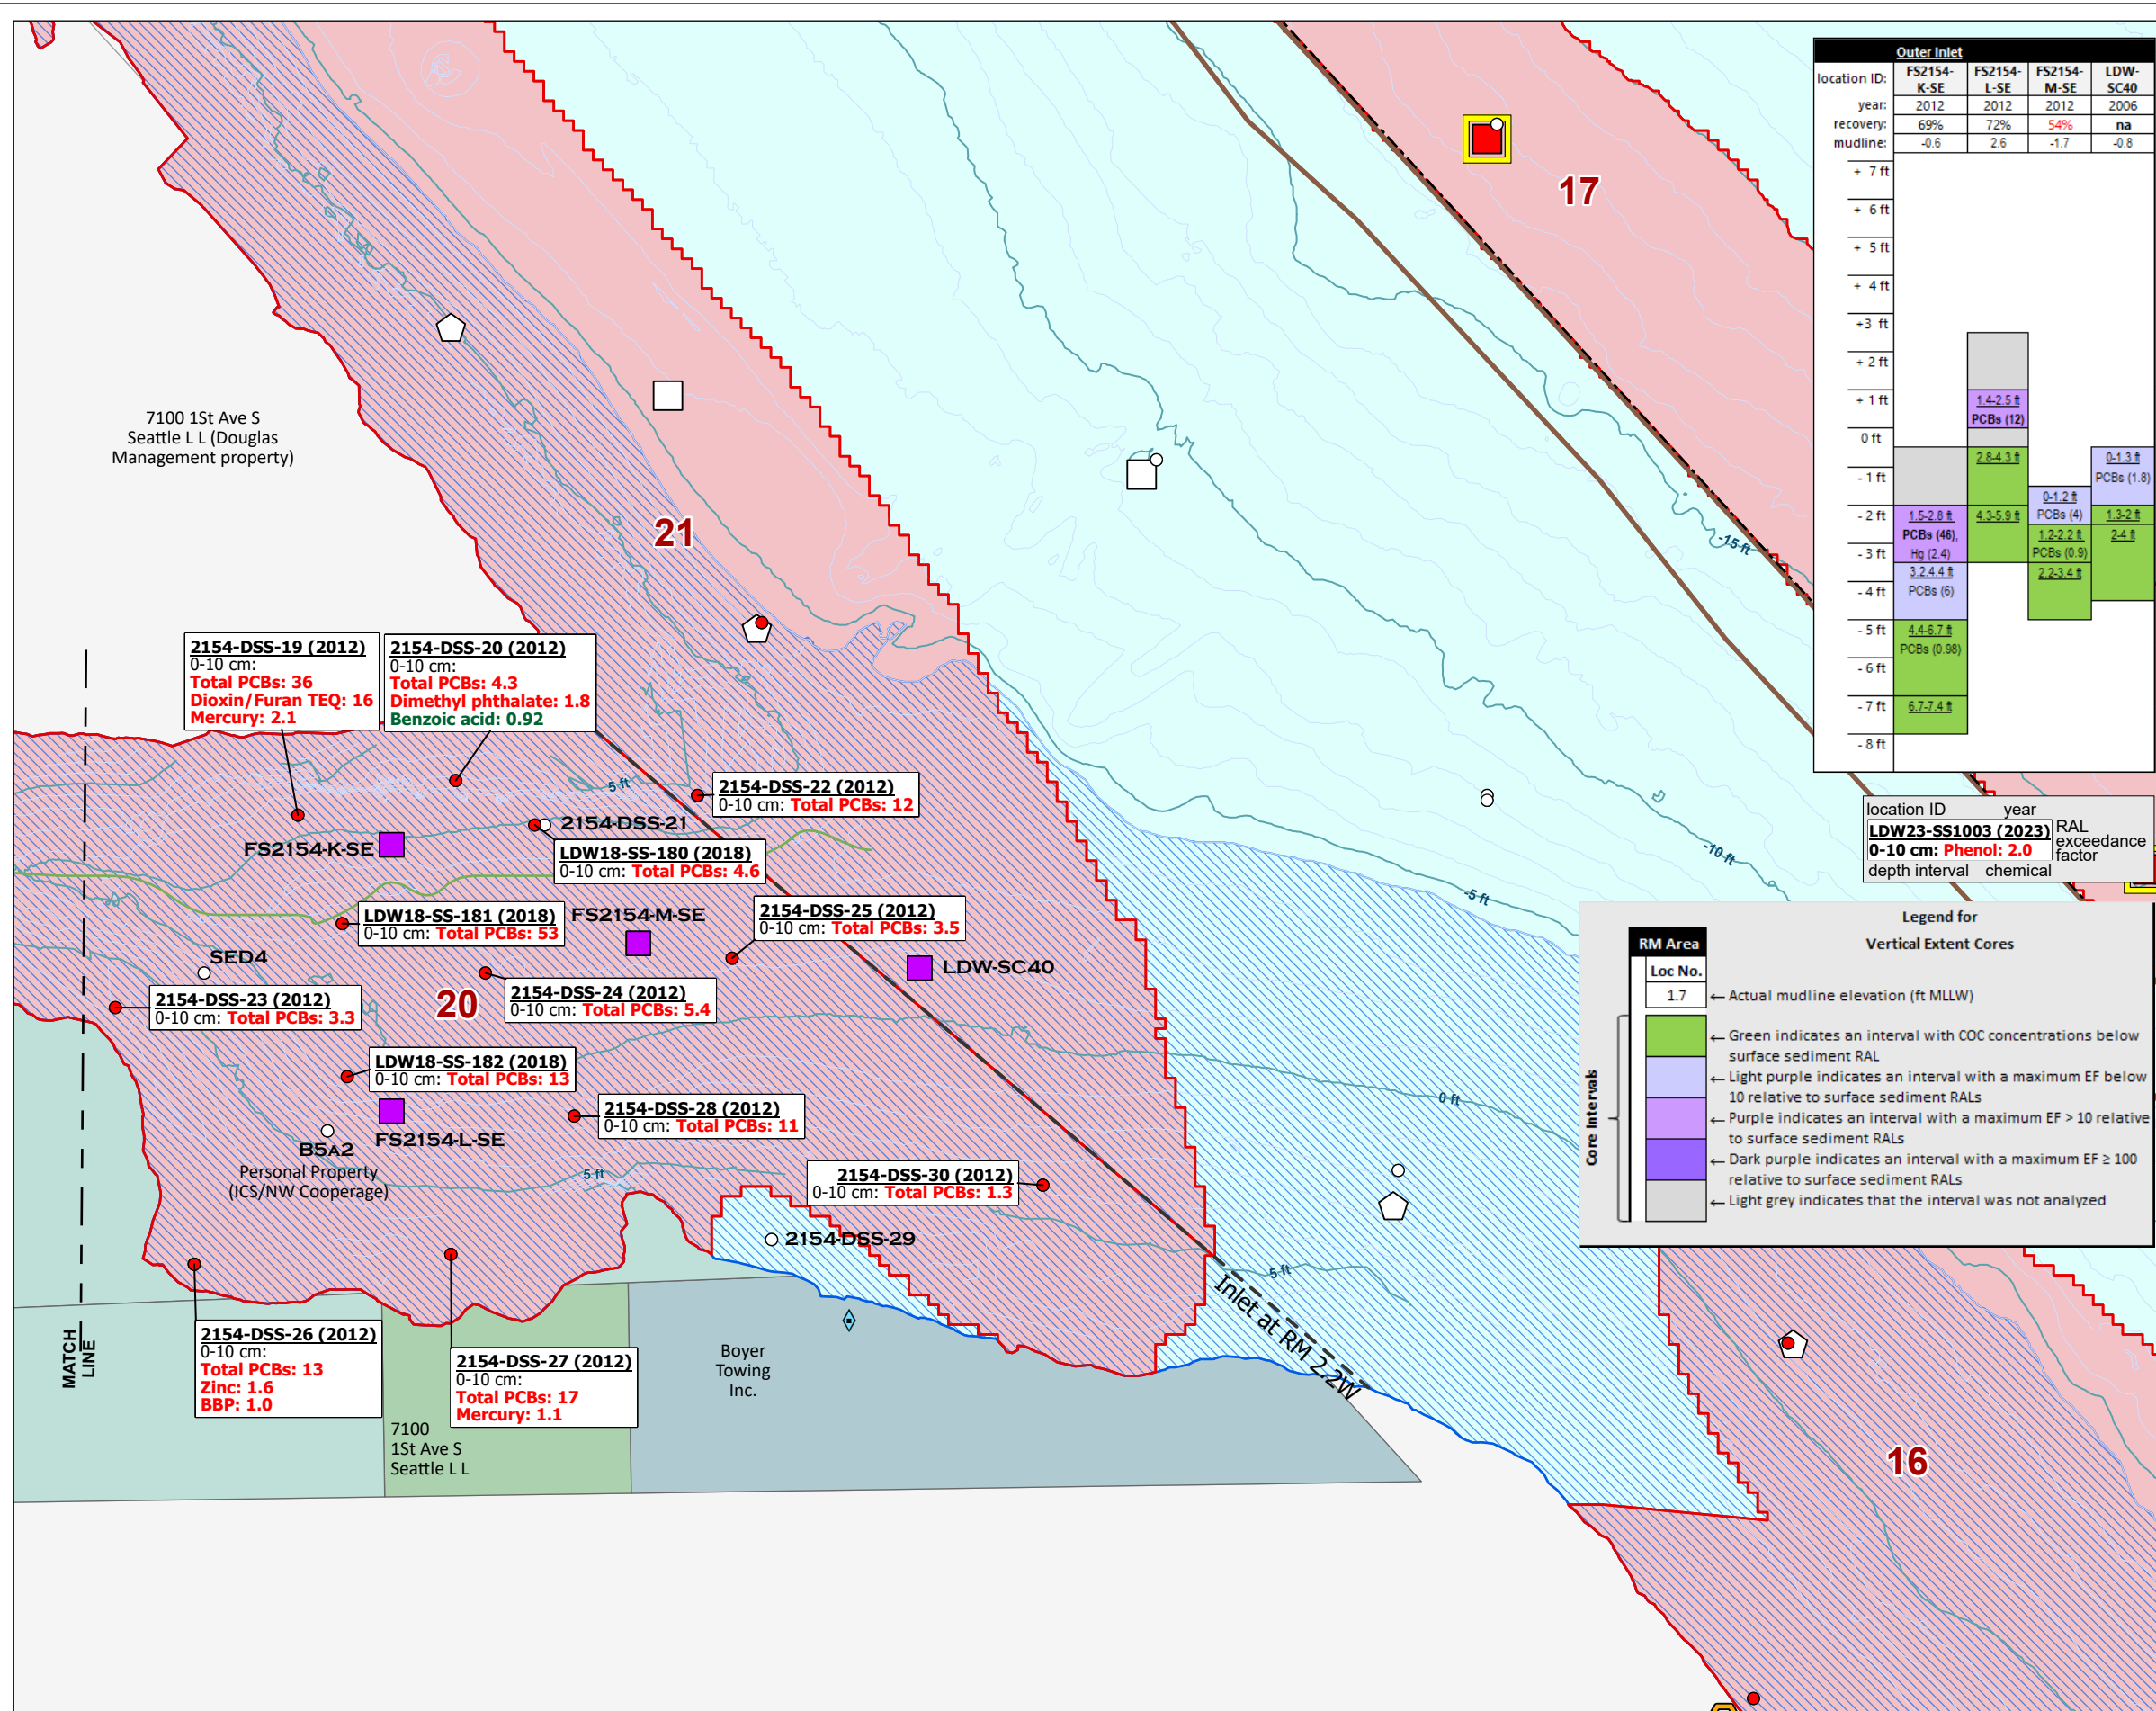 Outer Inlet
location ID: FS2154-K-SE FS2154-L-SE FS2154-M-SE LDW-SC40
year: 2012 2012 2012 2006
recovery: 69% 72% 54% na
mudline: -0.6 2.6 -1.7 -0.8
+ 7 ft
+ 6 ft
+ 5 ft
+ 4 ft
+3 ft
+ 2 ft
+ 1 ft
0 ft
- 1 ft
- 2 ft
- 3 ft
- 4 ft
- 5 ft
- 6 ft
- 7 ft
- 8 ft
1.5-2.8 ft
PCBs (46),
Hg (2.4)
3.2.4.4 ft
PCBs (6)
4.4-6.7 ft
PCBs (0.98)
6.7-7.4 ft
1.4-2.5 ft
PCBs (12)
2.8-4.3 ft
4.3-5.9 ft
0-1.2 ft
PCBs (4)
1.2-2.2 ft
PCBs (0.9)
2.2-3.4 ft
0-1.3 ft
PCBs (1.8)
1.3-2 ft
2-4 ft
17
7100 1St Ave S
Seattle L L (Douglas
Management property)
21
-15 ft
2154-DSS-19 (2012)
0-10 cm:
Total PCBs: 36
Dioxin/Furan TEQ: 16
Mercury: 2.1
2154-DSS-20 (2012)
0-10 cm:
Total PCBs: 4.3
Dimethyl phthalate: 1.8
Benzoic acid: 0.92
5 ft
2154-DSS-22 (2012)
0-10 cm: Total PCBs: 12
2154-DSS-21
FS2154-K-SE
LDW18-SS-180 (2018)
0-10 cm: Total PCBs: 4.6
-10 ft
-5 ft
location ID year
LDW23-SS1003 (2023)
0-10 cm: Phenol: 2.0
RAL
exceedance
factor
depth interval chemical
LDW18-SS-181 (2018)
0-10 cm: Total PCBs: 53
FS2154-M-SE
2154-DSS-25 (2012)
0-10 cm: Total PCBs: 3.5
SED4
LDW-SC40
2154-DSS-23 (2012)
0-10 cm: Total PCBs: 3.3
20
2154-DSS-24 (2012)
0-10 cm: Total PCBs: 5.4
LDW18-SS-182 (2018)
0-10 cm: Total PCBs: 13
0 ft
2154-DSS-28 (2012)
0-10 cm: Total PCBs: 11
FS2154-L-SE
B5A2
Personal Property
(ICS/NW Cooperage)
5 ft
2154-DSS-30 (2012)
0-10 cm: Total PCBs: 1.3
2154-DSS-29
5 ft
Inlet at RM 2.2W
Legend for
Vertical Extent Cores
RM Area
Loc No.
1.7
← Actual mudline elevation (ft MLLW)
Core Intervals
← Green indicates an interval with COC concentrations below
surface sediment RAL
← Light purple indicates an interval with a maximum EF below
10 relative to surface sediment RALs
← Purple indicates an interval with a maximum EF > 10 relative
to surface sediment RALs
← Dark purple indicates an interval with a maximum EF ≥ 100
relative to surface sediment RALs
← Light grey indicates that the interval was not analyzed
MATCH
LINE
2154-DSS-26 (2012)
0-10 cm:
Total PCBs: 13
Zinc: 1.6
BBP: 1.0
2154-DSS-27 (2012)
0-10 cm:
Total PCBs: 17
Mercury: 1.1
7100
1St Ave S
Seattle L L
Boyer
Towing
Inc.
16